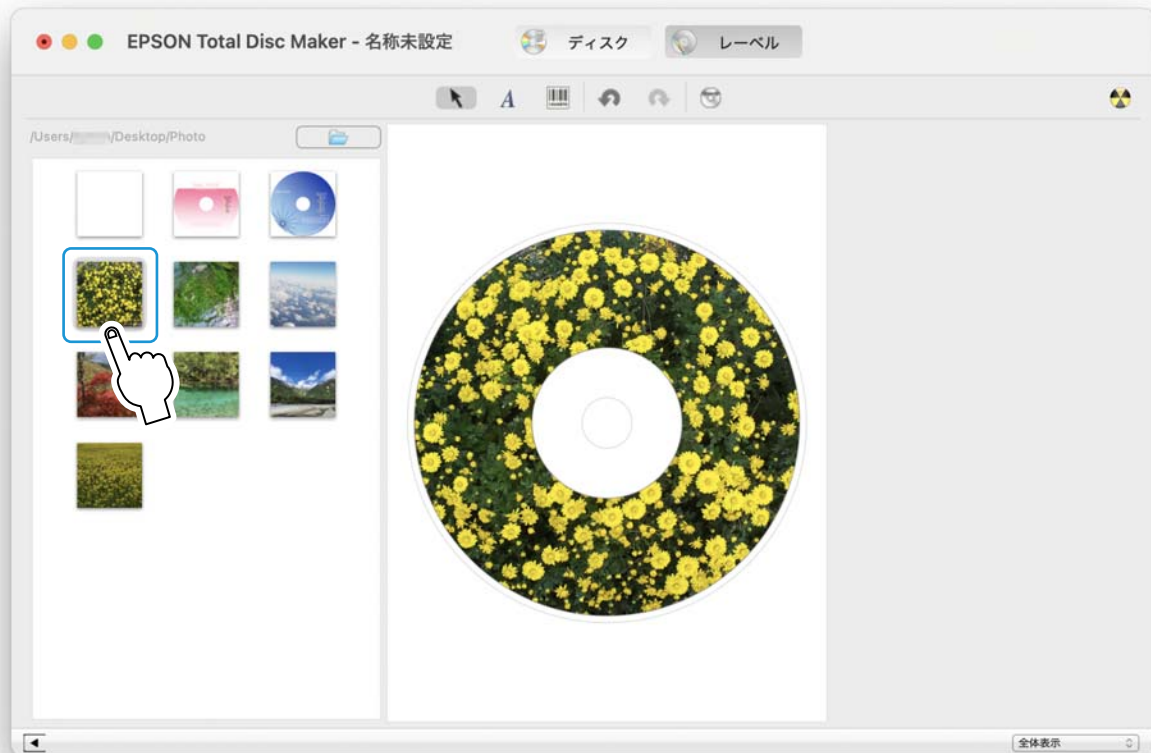 EPSON Total Disc Maker - 名称未設定
ディスク
レーベル
A
/Users/ /Desktop/Photo
全体表示